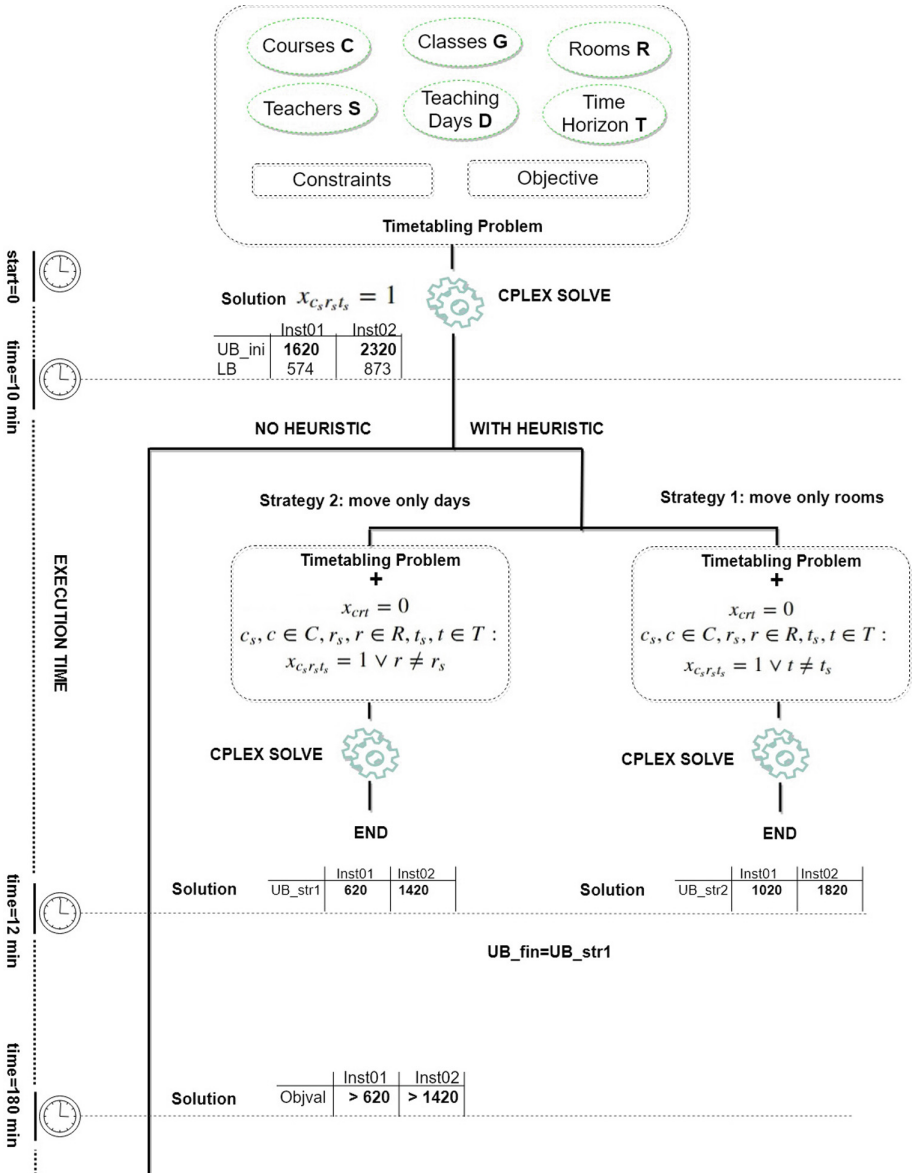 Courses C
Classes G
Rooms R
Teachers S
Teaching
Days D
Time
Horizon T
Constraints
Objective
Timetabling Problem
start=0
Solution x_{c_s r_s t_s} = 1
CPLEX SOLVE
Inst01 Inst02
UB_ini 1620 2320
LB 574 873
time=10 min
NO HEURISTIC
WITH HEURISTIC
Strategy 2: move only days
Strategy 1: move only rooms
Timetabling Problem
+
x_{crt} = 0
c_s, c ∈ C, r_s, r ∈ R, t_s, t ∈ T :
x_{c_s r_s t_s} = 1 ∨ r ≠ r_s
Timetabling Problem
+
x_{crt} = 0
c_s, c ∈ C, r_s, r ∈ R, t_s, t ∈ T :
x_{c_s r_s t_s} = 1 ∨ t ≠ t_s
EXECUTION TIME
CPLEX SOLVE
CPLEX SOLVE
END
END
Solution
Inst01 Inst02
UB_str1 620 1420
Solution
Inst01 Inst02
UB_str2 1020 1820
time=12 min
UB_fin=UB_str1
time=180 min
Solution
Inst01 Inst02
Objval > 620 > 1420